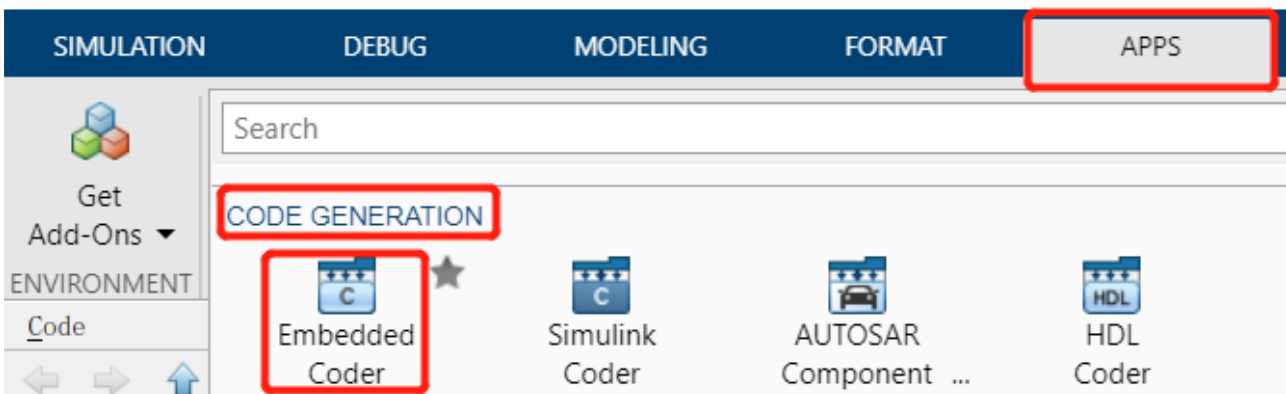 SIMULATION DEBUG MODELING FORMAT APPS
Search
Get
Add-Ons
CODE GENERATION
ENVIRONMENT
C C HDL
Code
Embedded Simulink AUTOSAR HDL
Coder Coder Component ... Coder